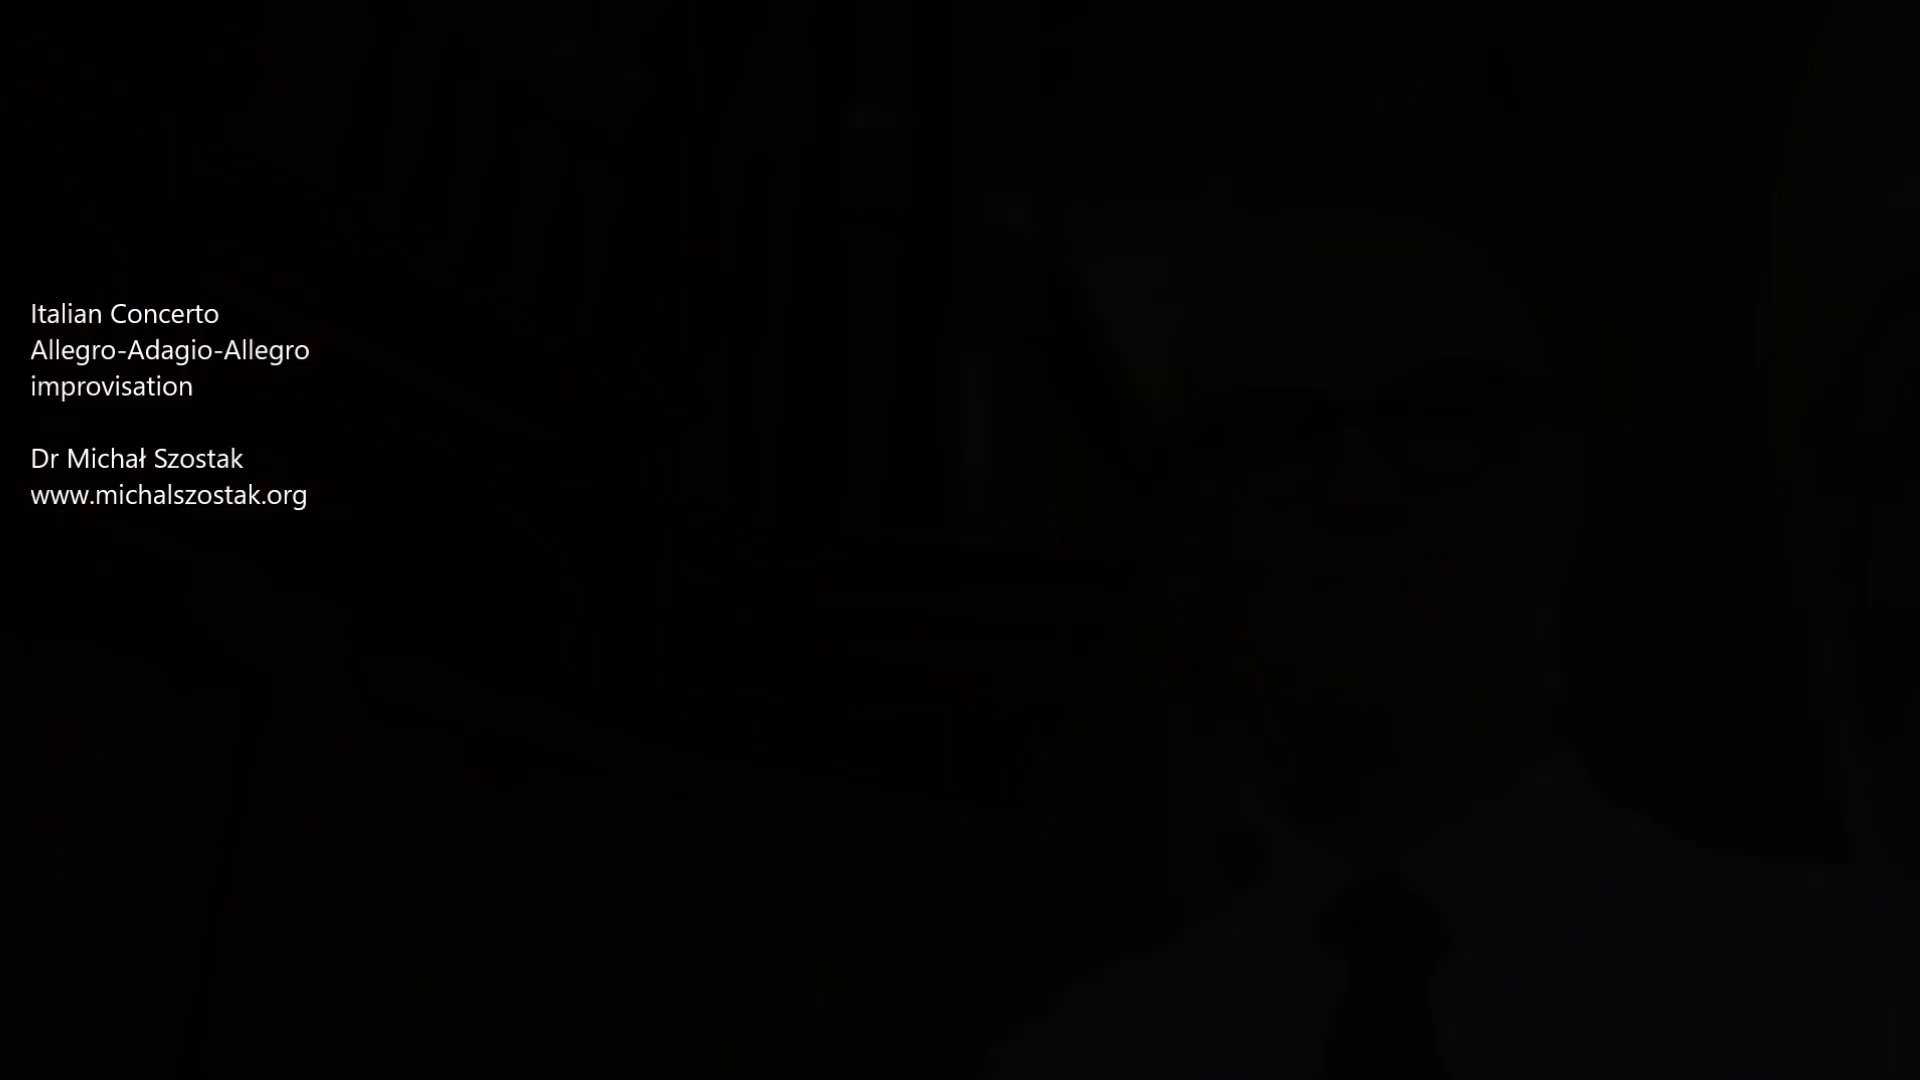 Italian Concerto
Allegro-Adagio-Allegro
improvisation
Dr Michał Szostak
www.michalszostak.org